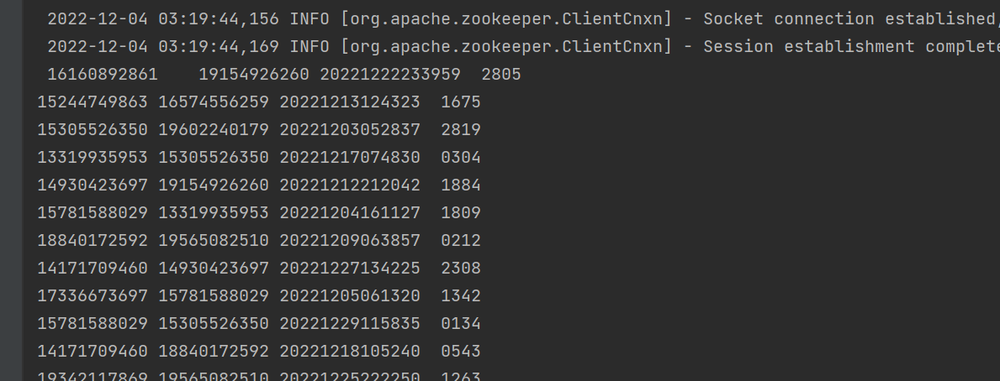 2022-12-04 03:19:44,156 INFO [org.apache.zookeeper.ClientCnxn] - Socket connection established,
2022-12-04 03:19:44,169 INFO [org.apache.zookeeper.ClientCnxn] - Session establishment complete
16160892861    19154926260 20221222233959  2805
15244749863 16574556259 20221213124323  1675
15305526350 19602240179 20221203052837  2819
13319935953 15305526350 20221217074830  0304
14930423697 19154926260 20221212212042  1884
15781588029 13319935953 20221204161127  1809
18840172592 19565082510 20221209063857  0212
14171709460 14930423697 20221227134225  2308
17336673697 15781588029 20221205061320  1342
15781588029 15305526350 20221229115835  0134
14171709460 18840172592 20221218105240  0543
19342117869 19565082510 20221225222250  1263